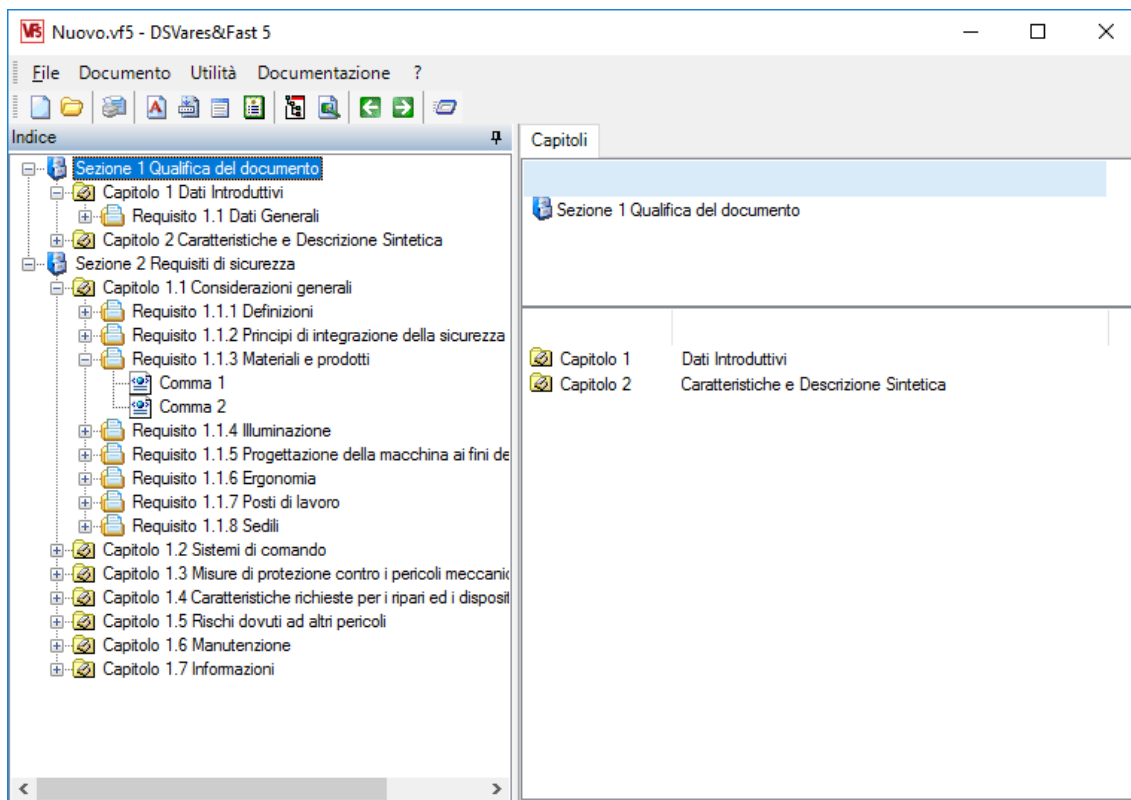 VF5 Nuovo.vf5 - DSVares&Fast 5
File Documento Utilità Documentazione ?
Indice
Sezione 1 Qualifica del documento
Capitolo 1 Dati Introduttivi
Requisito 1.1 Dati Generali
Capitolo 2 Caratteristiche e Descrizione Sintetica
Sezione 2 Requisiti di sicurezza
Capitolo 1.1 Considerazioni generali
Requisito 1.1.1 Definizioni
Requisito 1.1.2 Principi di integrazione della sicurezza
Requisito 1.1.3 Materiali e prodotti
Comma 1
Comma 2
Requisito 1.1.4 Illuminazione
Requisito 1.1.5 Progettazione della macchina ai fini de
Requisito 1.1.6 Ergonomia
Requisito 1.1.7 Posti di lavoro
Requisito 1.1.8 Sedili
Capitolo 1.2 Sistemi di comando
Capitolo 1.3 Misure di protezione contro i pericoli meccanic
Capitolo 1.4 Caratteristiche richieste per i ripari ed i disposit
Capitolo 1.5 Rischi dovuti ad altri pericoli
Capitolo 1.6 Manutenzione
Capitolo 1.7 Informazioni
Capitoli
Sezione 1 Qualifica del documento
Capitolo 1 Dati Introduttivi
Capitolo 2 Caratteristiche e Descrizione Sintetica